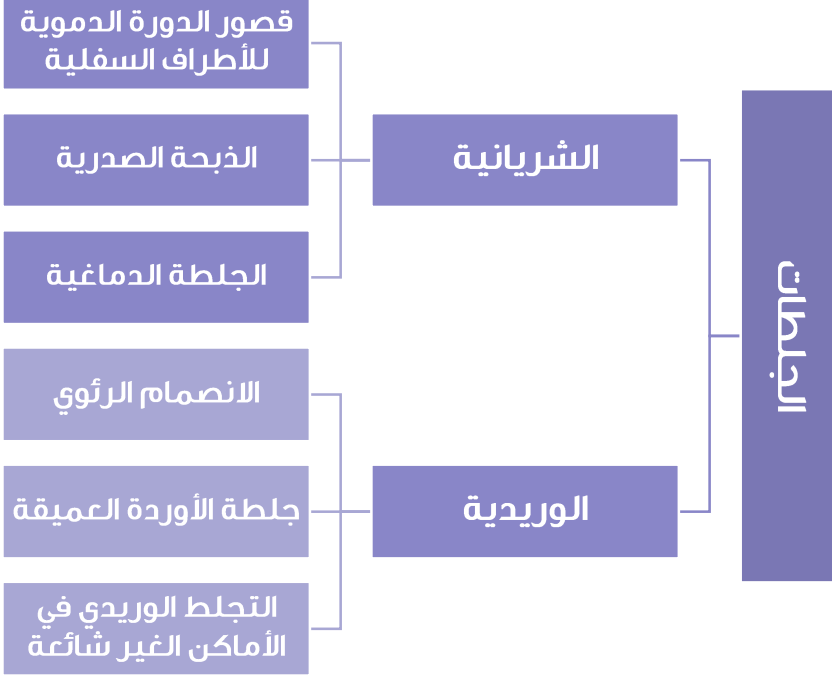 الجلطات
الشريانية
قصور الدورة الدموية
للأطراف السفلية
الذبحة الصدرية
الجلطة الدماغية
الوريدية
الانصمام الرئوي
جلطة الأوردة العميقة
التجلط الوريدي في
الأماكن الغير شائعة